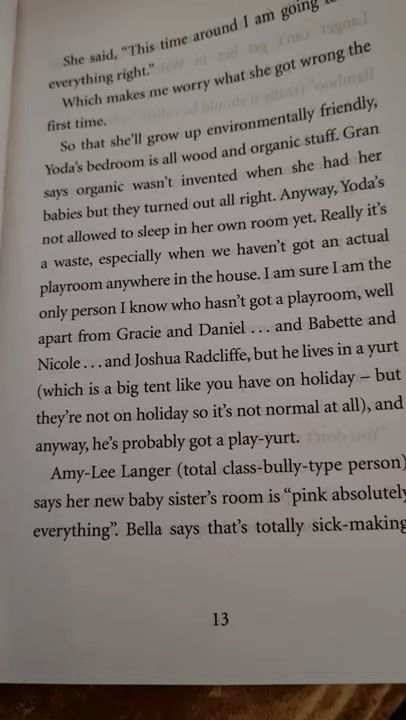 She said, “This time around I am going to
everything right.”
Which makes me worry what she got wrong the
first time.
So that she’ll grow up environmentally friendly,
Yoda’s bedroom is all wood and organic stuff. Gran
says organic wasn’t invented when she had her
babies but they turned out all right. Anyway, Yoda’s
not allowed to sleep in her own room yet. Really it’s
a waste, especially when we haven’t got an actual
playroom anywhere in the house. I am sure I am the
only person I know who hasn’t got a playroom, well
apart from Gracie and Daniel ... and Babette and
Nicole ... and Joshua Radcliffe, but he lives in a yurt
(which is a big tent like you have on holiday – but
they’re not on holiday so it’s not normal at all), and
anyway, he’s probably got a play-yurt.
Amy-Lee Langer (total class-bully-type person)
says her new baby sister’s room is “pink absolutely
everything”. Bella says that’s totally sick-making
13